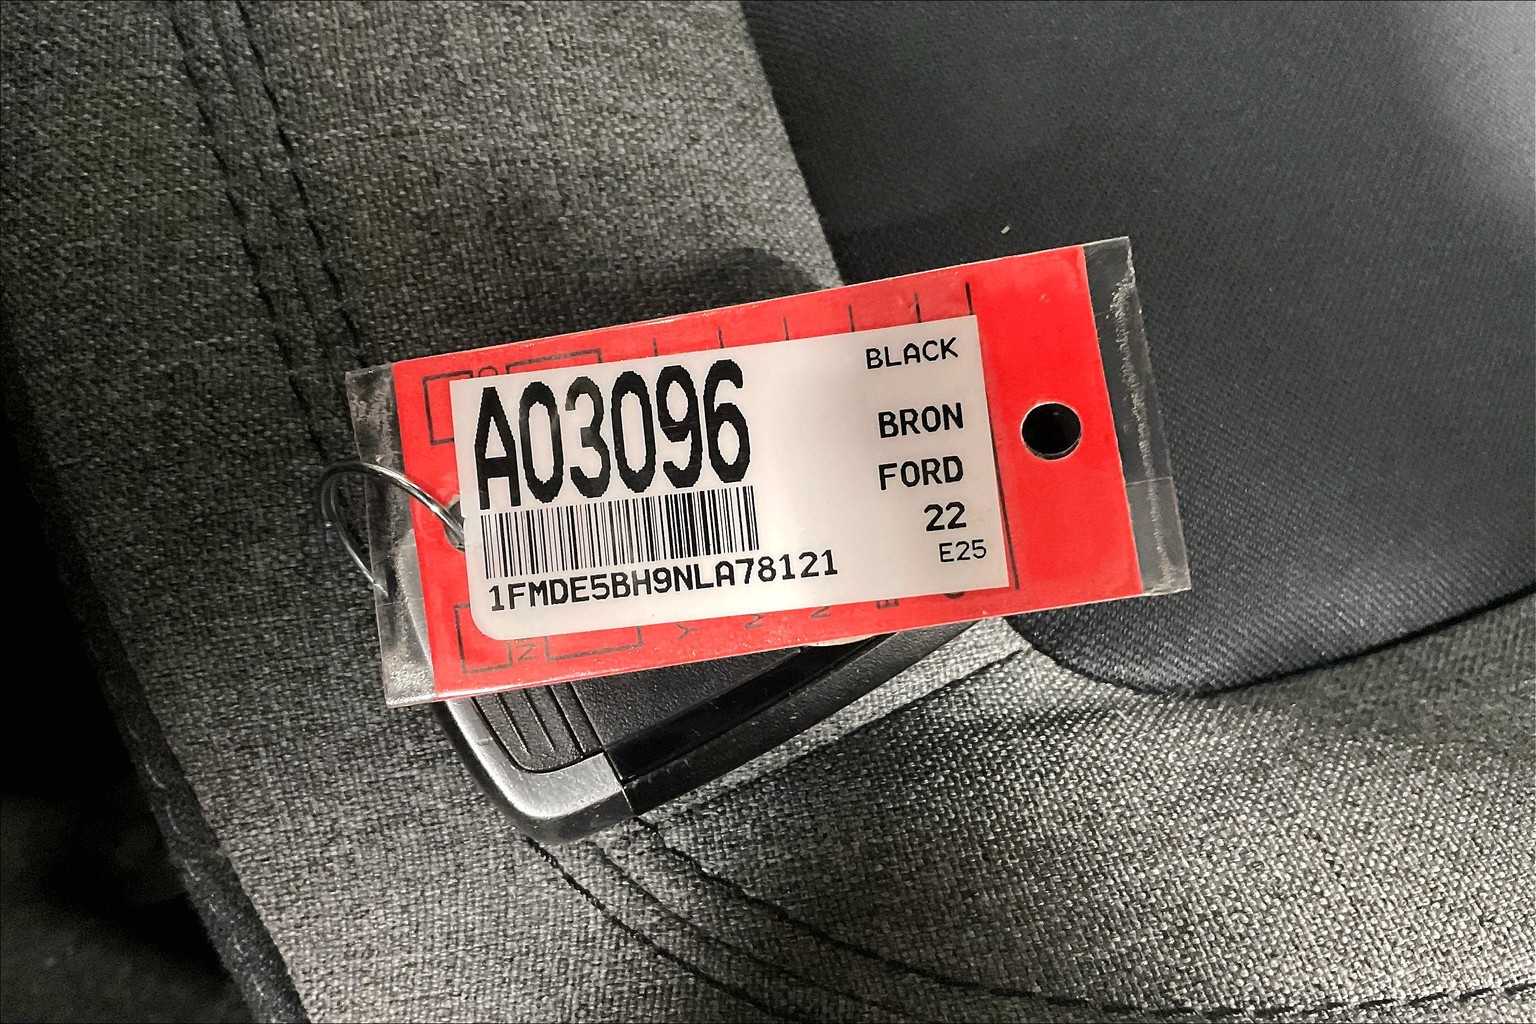 A03096
1FMDE5BH9NLA78121
BLACK
BRON
FORD
22
E25